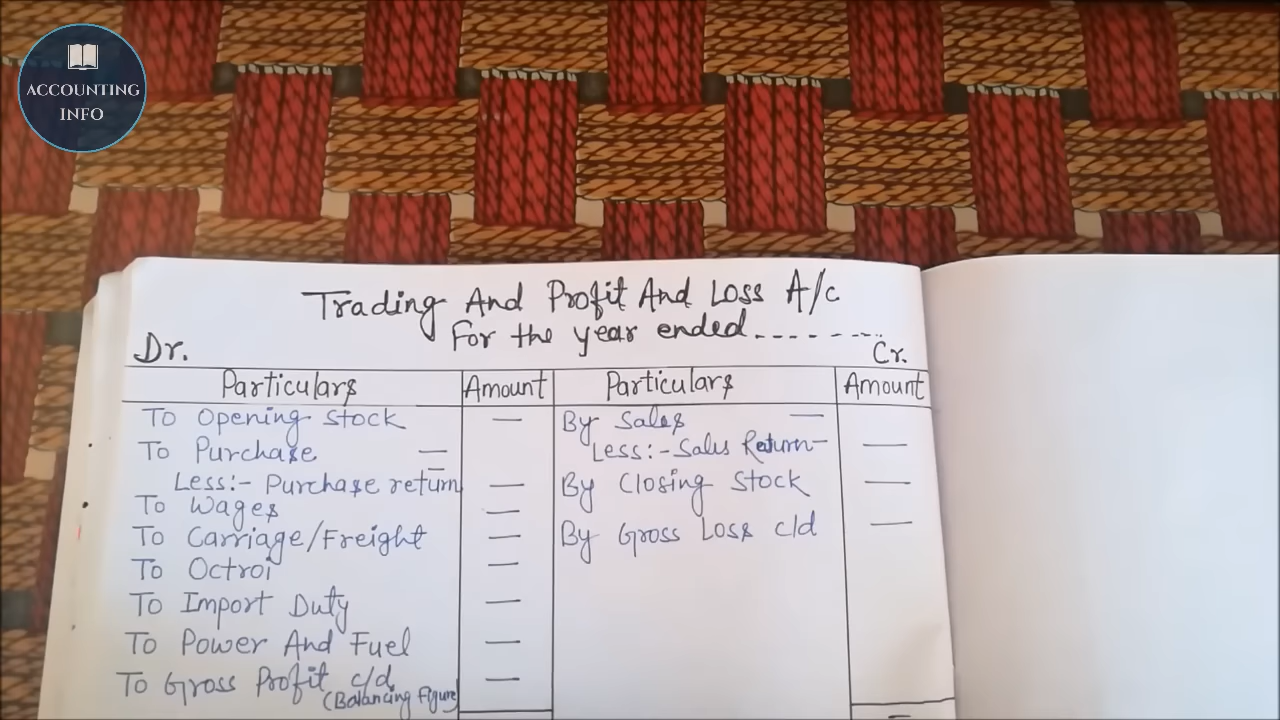 ACCOUNTING
INFO
Trading And Profit And Loss A/c
For the year ended...........
Dr.
Cr.
Particulars Amount Particulars Amount
To Opening Stock — By Sales —
To Purchase — Less:- Sales Return — —
Less:- Purchase return — By Closing Stock —
To Wages —
To Carriage/Freight — By Gross Loss c/d —
To Octroi —
To Import Duty —
To Power And Fuel —
To Gross Profit c/d —
(Balancing Figure)